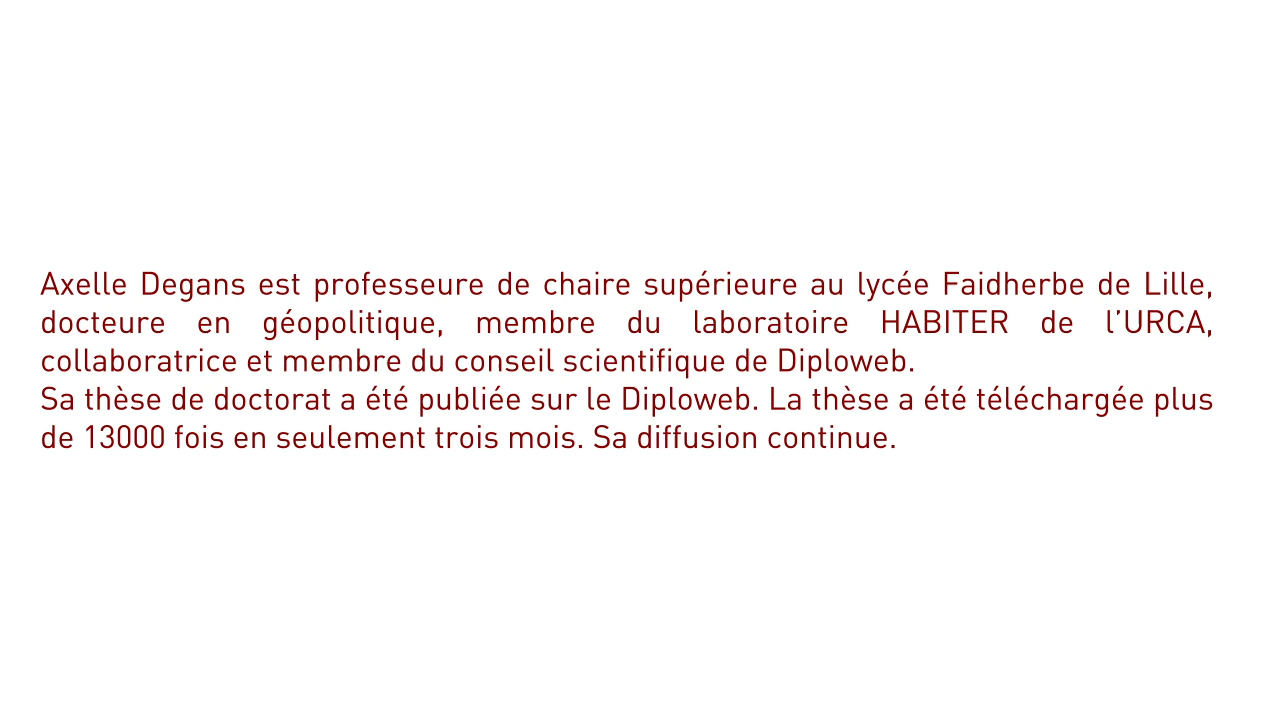 Axelle Degans est professeure de chaire supérieure au lycée Faidherbe de Lille,
docteure en géopolitique, membre du laboratoire HABITER de l’URCA,
collaboratrice et membre du conseil scientifique de Diploweb.
Sa thèse de doctorat a été publiée sur le Diploweb. La thèse a été téléchargée plus
de 13000 fois en seulement trois mois. Sa diffusion continue.